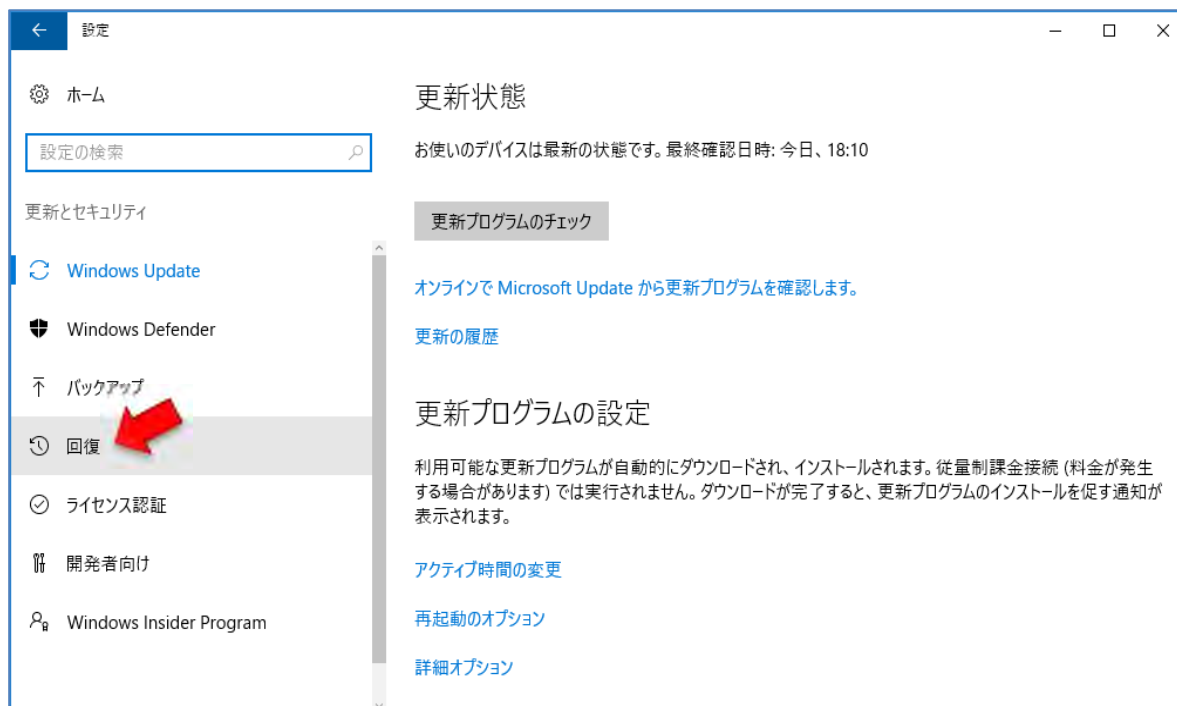 設定
ホーム
設定の検索
更新とセキュリティ
Windows Update
Windows Defender
バックアップ
回復
ライセンス認証
開発者向け
Windows Insider Program
更新状態
お使いのデバイスは最新の状態です。最終確認日時: 今日、18:10
更新プログラムのチェック
オンラインで Microsoft Update から更新プログラムを確認します。
更新の履歴
更新プログラムの設定
利用可能な更新プログラムが自動的にダウンロードされ、インストールされます。従量制課金接続 (料金が発生
する場合があります) では実行されません。ダウンロードが完了すると、更新プログラムのインストールを促す通知が
表示されます。
アクティブ時間の変更
再起動のオプション
詳細オプション